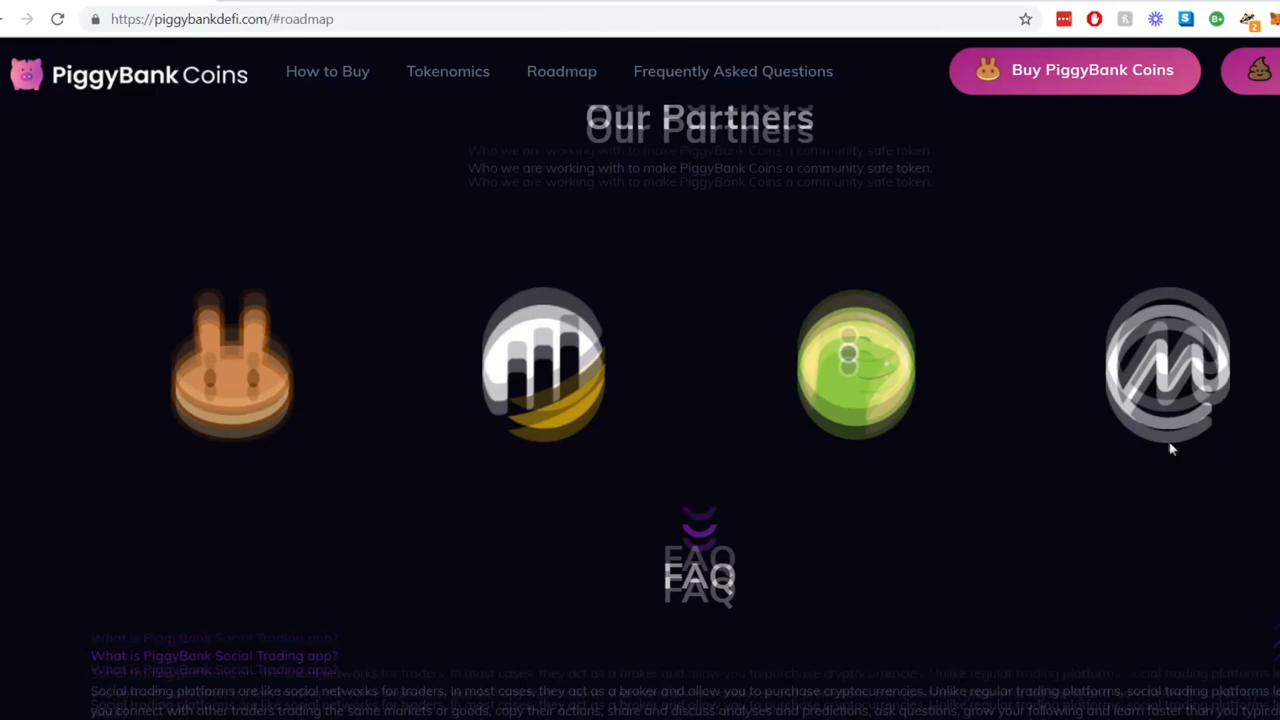 https://piggybankdefi.com/#roadmap
2
PiggyBank Coins
How to Buy
Tokenomics
Roadmap
Frequently Asked Questions
Buy PiggyBank Coins
Our Partners
Who we are working with to make PiggyBank Coins a community safe token.
FAQ
What is PiggyBank Social Trading app?
Social trading platforms are like social networks for traders. In most cases, they act as a broker and allow you to purchase cryptocurrencies. Unlike regular trading platforms, social trading platforms
you connect with other traders trading the same markets or goods, copy their actions, share and discuss analyses and predictions, ask questions, grow your following and learn faster than you